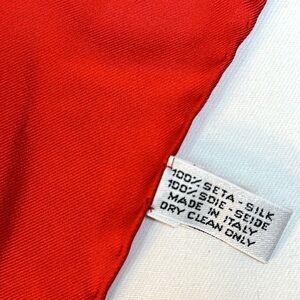 100% SETA - SILK
100% SOIE - SEIDE
MADE IN ITALY
DRY CLEAN ONLY